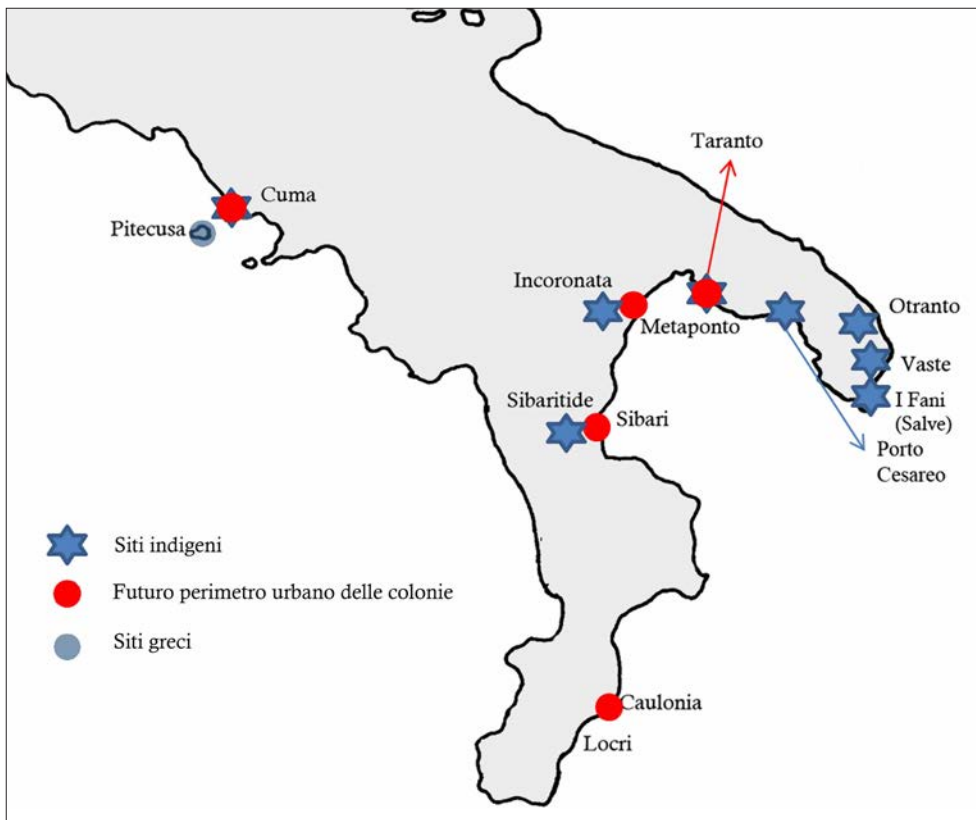 Taranto
Cuma
Pitecusa
Incoronata
Metaponto
Otranto
Vaste
I Fani
(Salve)
Porto
Cesareo
Sibaritide
Sibari
Siti indigeni
Futuro perimetro urbano delle colonie
Siti greci
Caulonia
Locri